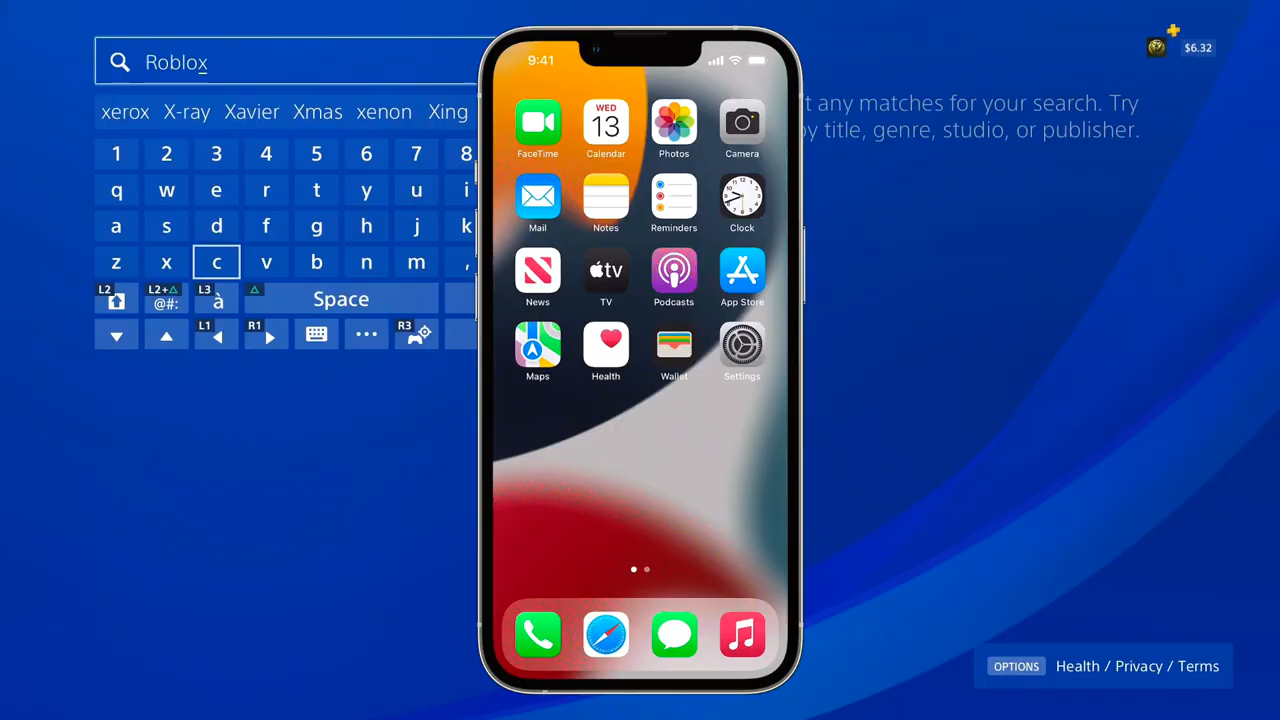 Roblox
$6.32
xerox X-ray Xavier Xmas xenon Xing
1 2 3 4 5 6 7 8
q w e r t y u i
a s d f g h j k
z x c v b n m ,
L2 L2+△ @#: L3 à △ Space
L1 R1 ... R3
t any matches for your search. Try
by title, genre, studio, or publisher.
9:41
WED
13
FaceTime Calendar Photos Camera
Mail Notes Reminders Clock
tv
News TV Podcasts App Store
Maps Health Wallet Settings
OPTIONS Health / Privacy / Terms